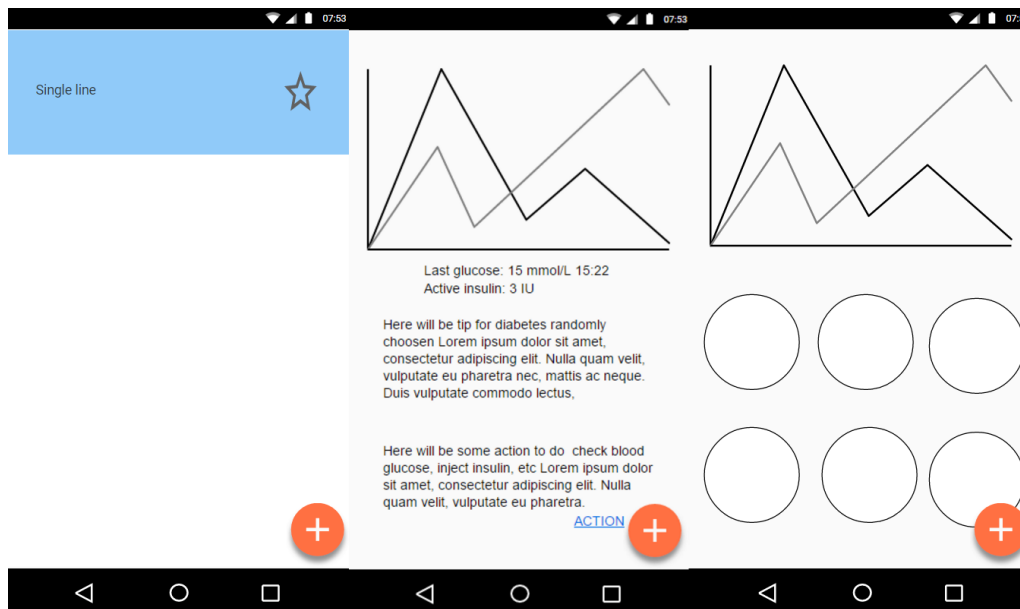 07:53
Single line
07:53
Last glucose: 15 mmol/L 15:22
Active insulin: 3 IU
Here will be tip for diabetes randomly
choosen Lorem ipsum dolor sit amet,
consectetur adipiscing elit. Nulla quam velit,
vulputate eu pharetra nec, mattis ac neque.
Duis vulputate commodo lectus,
Here will be some action to do  check blood
glucose, inject insulin, etc Lorem ipsum dolor
sit amet, consectetur adipiscing elit. Nulla
quam velit, vulputate eu pharetra.
ACTION
07: